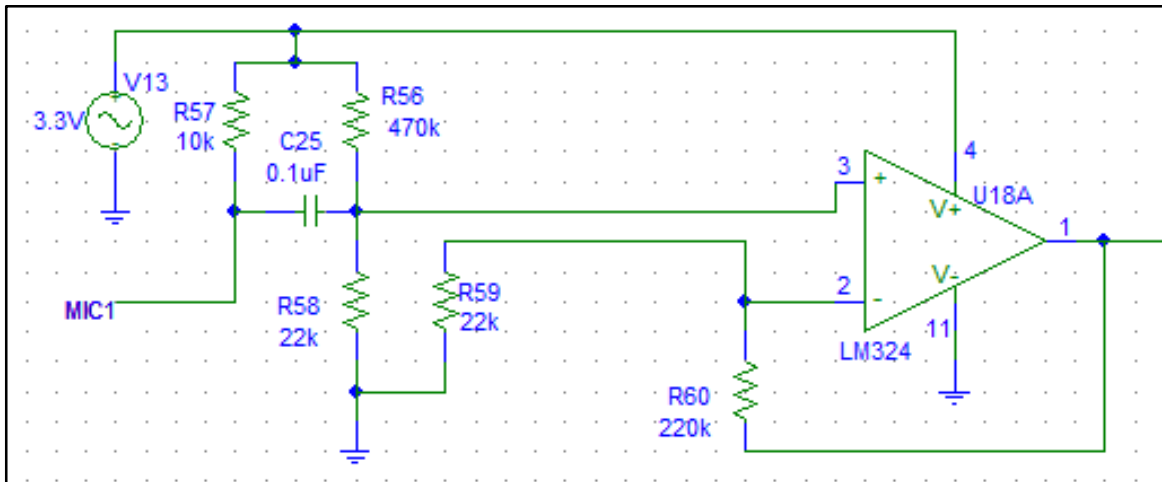 V13
3.3V
R57
10k
R56
470k
C25
0.1uF
MIC1
R58
22k
R59
22k
R60
220k
3
+
2
-
4
V+
U18A
1
V-
11
LM324